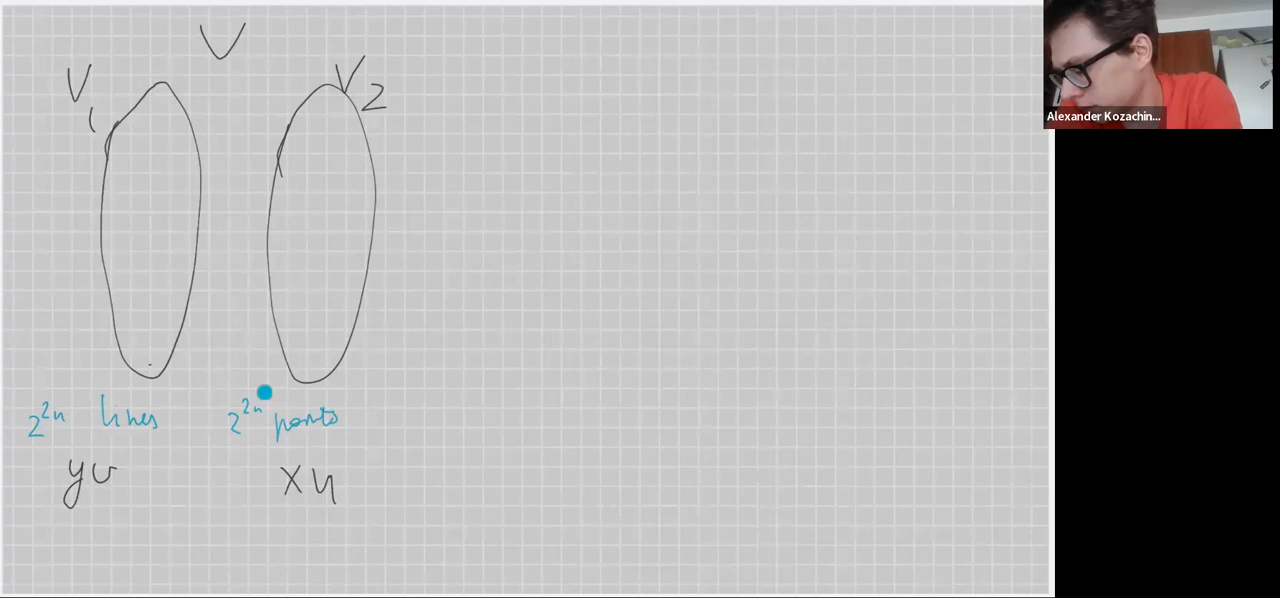 V
V1
V2
2^2n lines
2^2n points
yv
xu
Alexander Kozachin...